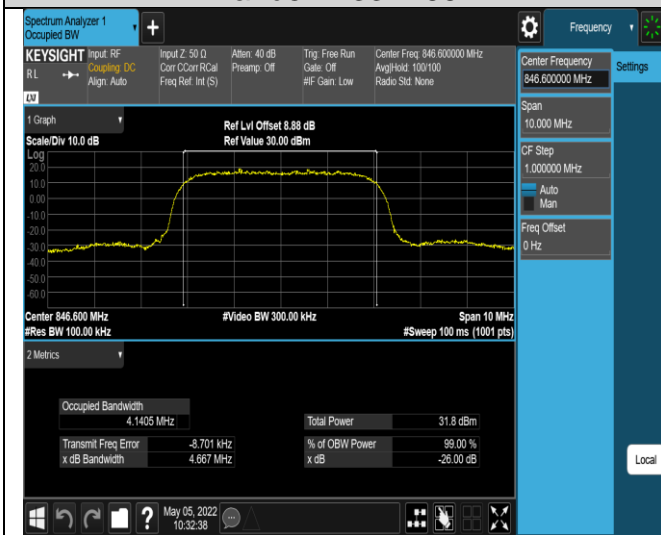 Spectrum Analyzer 1
Occupied BW
Frequency
KEYSIGHT
R L
LXI
Input: RF
Coupling: DC
Align: Auto
Input Z: 50 Ω
Corr CCorr RCal
Freq Ref: Int (S)
Atten: 40 dB
Preamp: Off
Trig: Free Run
Gate: Off
#IF Gain: Low
Center Freq: 846.600000 MHz
Avg|Hold: 100/100
Radio Std: None
1 Graph
Scale/Div 10.0 dB
Ref Lvl Offset 8.88 dB
Ref Value 30.00 dBm
Log
20.0
10.0
0.00
-10.0
-20.0
-30.0
-40.0
-50.0
-60.0
Center 846.600 MHz
#Res BW 100.00 kHz
#Video BW 300.00 kHz
Span 10 MHz
#Sweep 100 ms (1001 pts)
2 Metrics
Occupied Bandwidth
4.1405 MHz
Total Power 31.8 dBm
Transmit Freq Error -8.701 kHz
% of OBW Power 99.00 %
x dB Bandwidth 4.667 MHz
x dB -26.00 dB
May 05, 2022
10:32:38
Center Frequency
846.600000 MHz
Settings
Span
10.000 MHz
CF Step
1.000000 MHz
Auto
Man
Freq Offset
0 Hz
Local